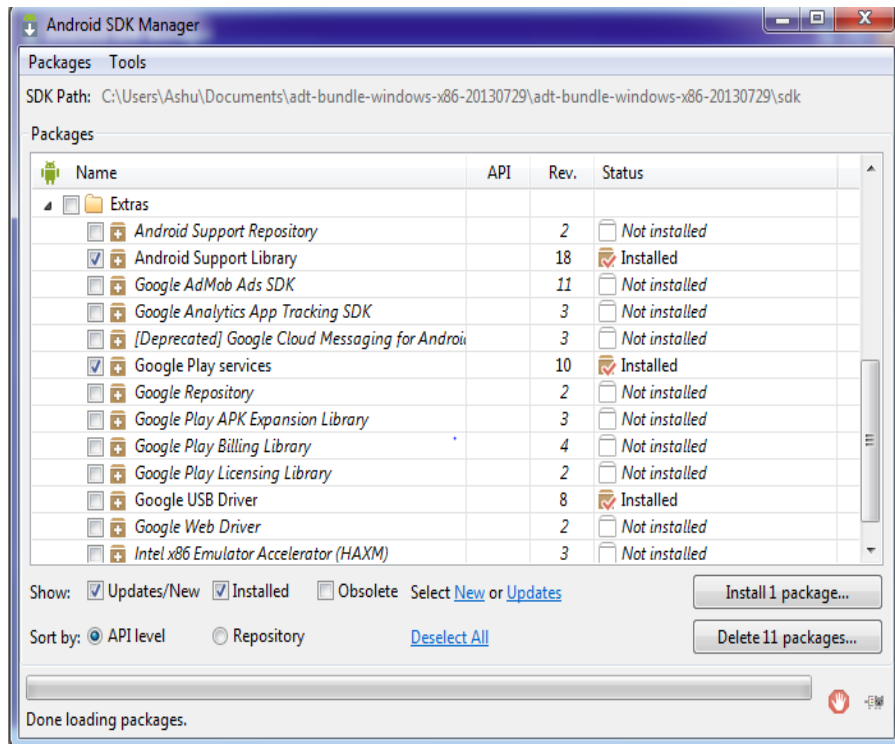 Android SDK Manager
Packages Tools
SDK Path: C:\Users\Ashu\Documents\adt-bundle-windows-x86-20130729\adt-bundle-windows-x86-20130729\sdk
Packages
Name API Rev. Status
Extras
Android Support Repository 2 Not installed
Android Support Library 18 Installed
Google AdMob Ads SDK 11 Not installed
Google Analytics App Tracking SDK 3 Not installed
[Deprecated] Google Cloud Messaging for Android 3 Not installed
Google Play services 10 Installed
Google Repository 2 Not installed
Google Play APK Expansion Library 3 Not installed
Google Play Billing Library 4 Not installed
Google Play Licensing Library 2 Not installed
Google USB Driver 8 Installed
Google Web Driver 2 Not installed
Intel x86 Emulator Accelerator (HAXM) 3 Not installed
Show: Updates/New Installed Obsolete Select New or Updates Install 1 package...
Sort by: API level Repository Deselect All Delete 11 packages...
Done loading packages.